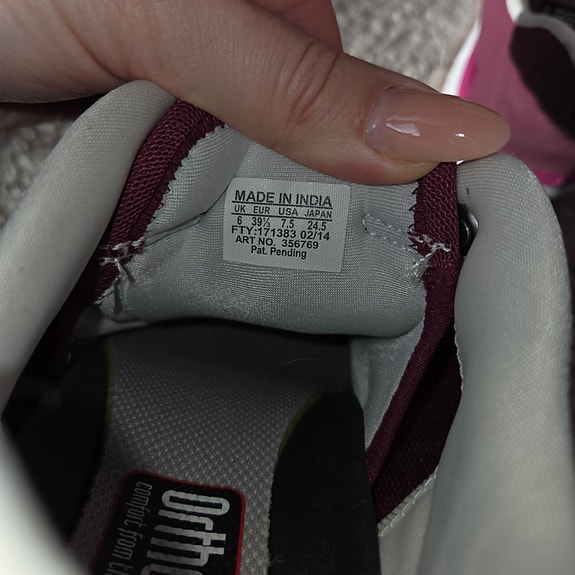 MADE IN INDIA
UK EUR USA JAPAN
6 39⅓ 7.5 24.5
FTY:171383 02/14
ART NO. 356769
Pat. Pending
comfort from